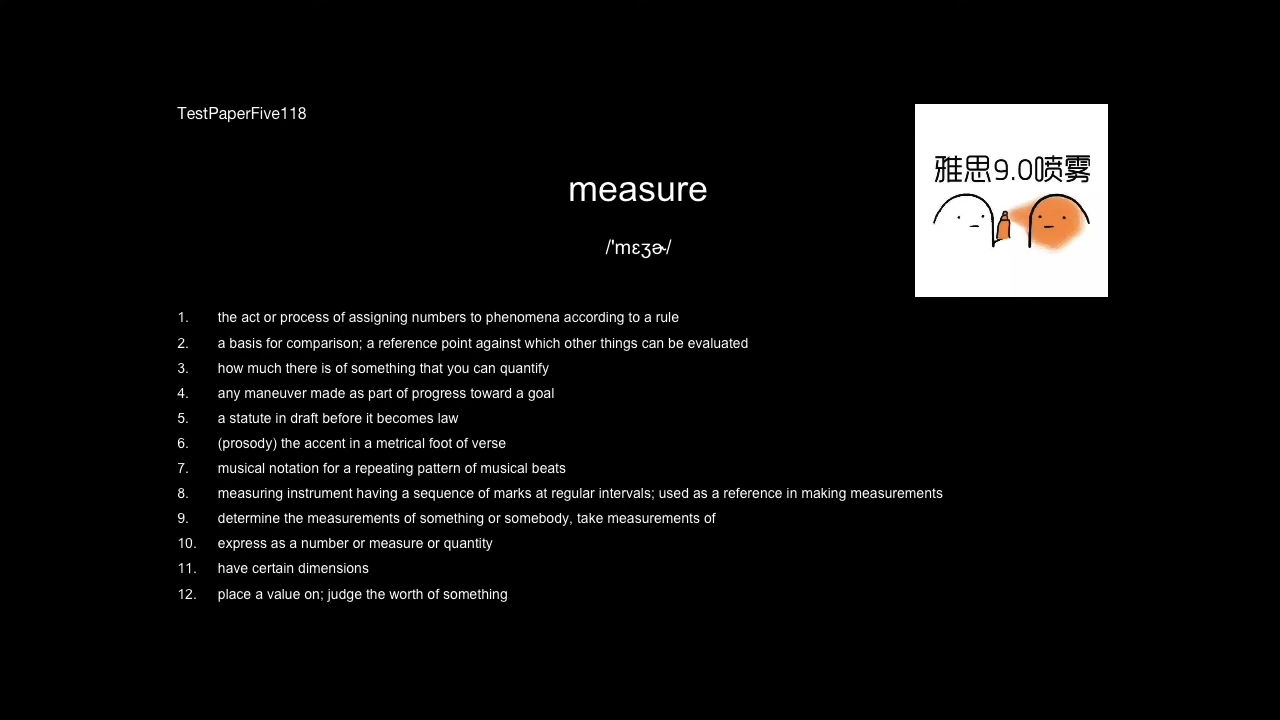 TestPaperFive118
雅思9.0喷雾
measure
/'mɛʒɚ/
1. the act or process of assigning numbers to phenomena according to a rule
2. a basis for comparison; a reference point against which other things can be evaluated
3. how much there is of something that you can quantify
4. any maneuver made as part of progress toward a goal
5. a statute in draft before it becomes law
6. (prosody) the accent in a metrical foot of verse
7. musical notation for a repeating pattern of musical beats
8. measuring instrument having a sequence of marks at regular intervals; used as a reference in making measurements
9. determine the measurements of something or somebody, take measurements of
10. express as a number or measure or quantity
11. have certain dimensions
12. place a value on; judge the worth of something